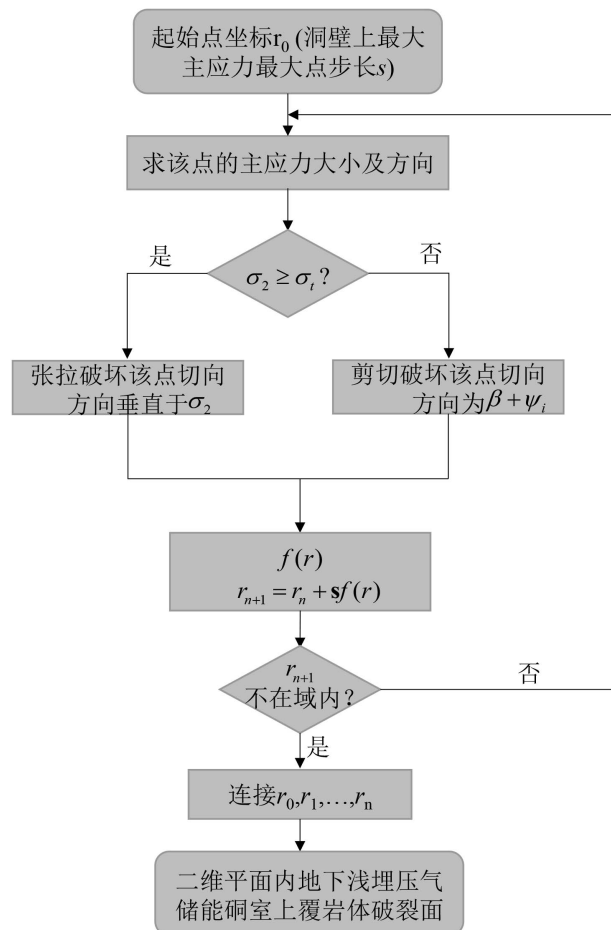 起始点坐标r₀ (洞壁上最大
主应力最大点步长s)
求该点的主应力大小及方向
是
否
σ₂ ≥ σₜ?
张拉破坏该点切向
方向垂直于σ₂
剪切破坏该点切向
方向为β + ψᵢ
f(r)
rₙ₊₁ = rₙ + sf(r)
rₙ₊₁
不在域内?
否
是
连接r₀,r₁,…,rₙ
二维平面内地下浅埋压气
储能硐室上覆岩体破裂面